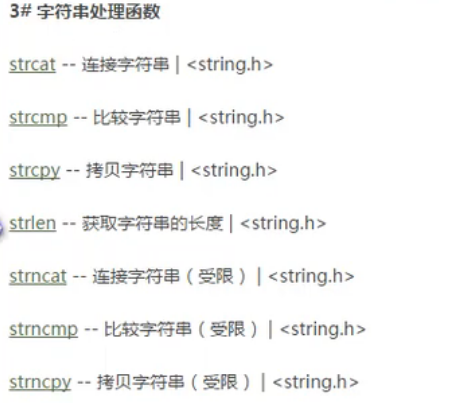 3# 字符串处理函数
strcat -- 连接字符串 | <string.h>
strcmp -- 比较字符串 | <string.h>
strcpy -- 拷贝字符串 | <string.h>
strlen -- 获取字符串的长度 | <string.h>
strncat -- 连接字符串（受限）| <string.h>
strncmp -- 比较字符串（受限）| <string.h>
strncpy -- 拷贝字符串（受限）| <string.h>